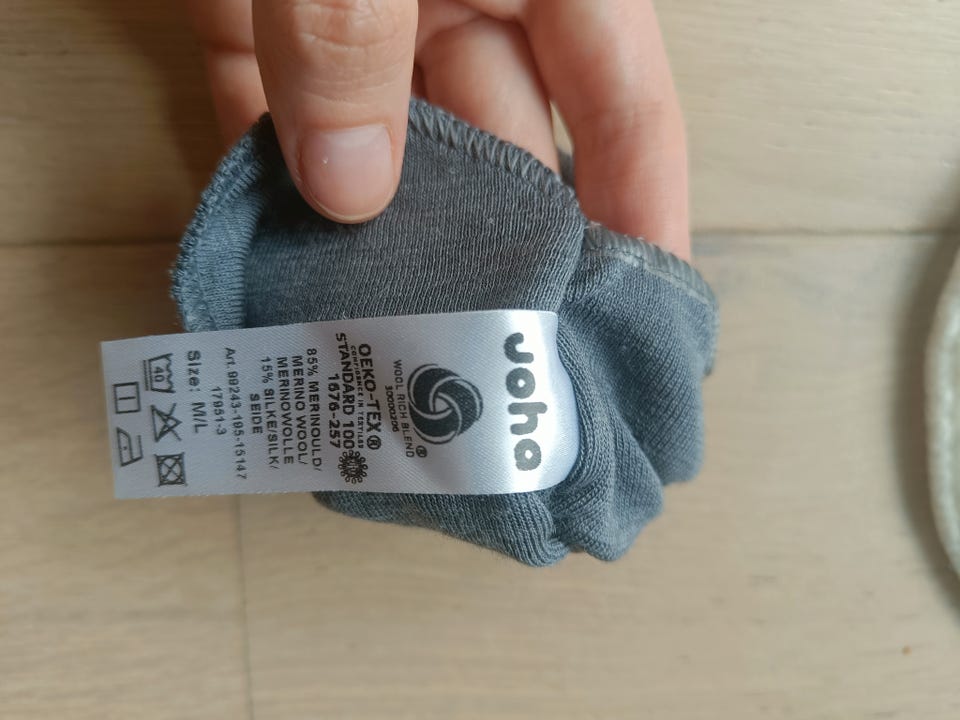 Joha
WOOL RICH BLEND
30000096
OEKO-TEX®
CONFIDENCE IN TEXTILES
STANDARD 100
1676-257
85% MERINOULD/
MERINO WOOL/
MERINOWOLLE
15% SILKE/SILK/
SEIDE
Art. 99243-195-15147
17951-3
Size: M/L
40